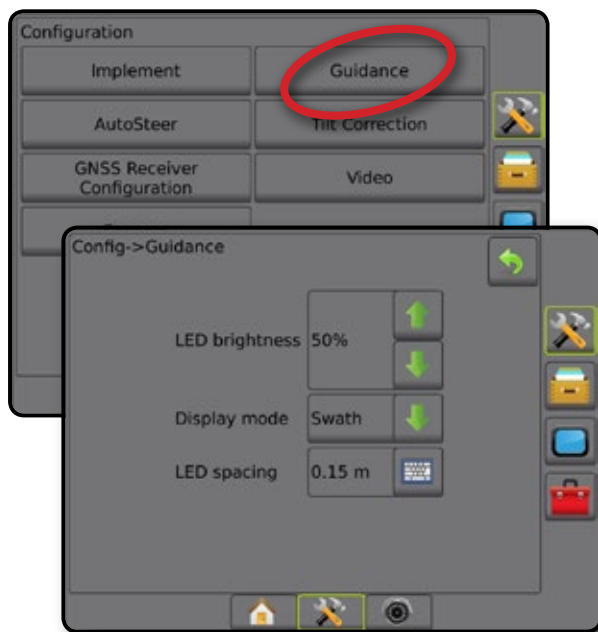 Configuration
Implement
Guidance
AutoSteer
Tilt Correction
GNSS Receiver
Configuration
Video
Config->Guidance
LED brightness 50%
Display mode Swath
LED spacing 0.15 m